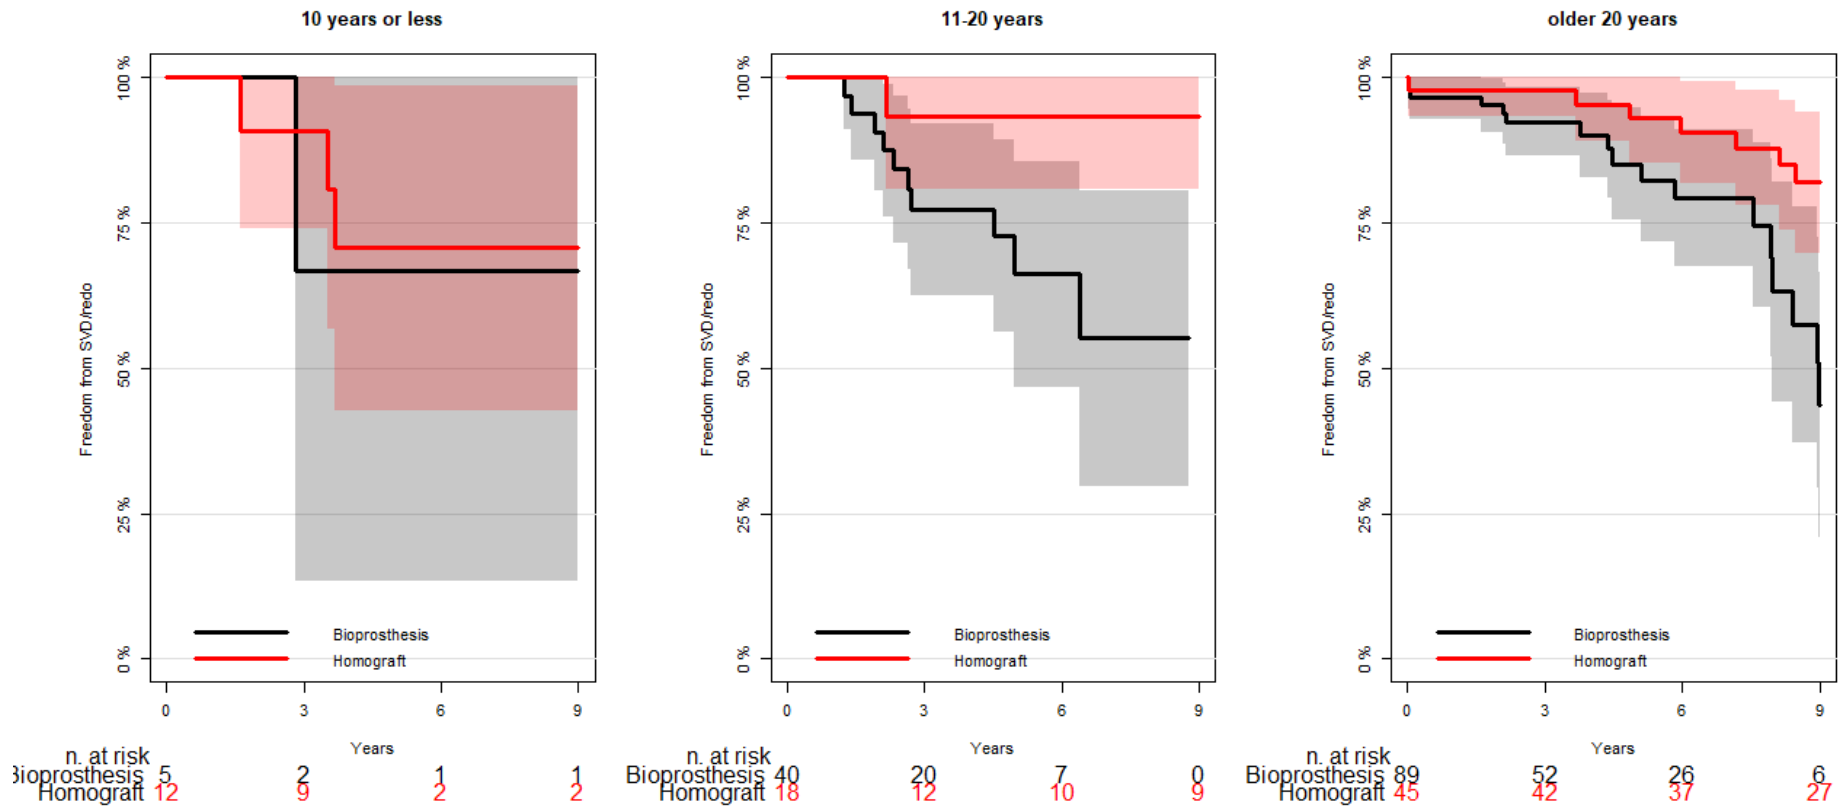 10 years or less
100 %
75 %
50 %
25 %
0 %
Freedom from SVD/redo
Bioprosthesis
Homograft
0 3 6 9
Years
n. at risk
Bioprosthesis 5 2 1 1
Homograft 12 9 2 2
11-20 years
100 %
75 %
50 %
25 %
0 %
Freedom from SVD/redo
Bioprosthesis
Homograft
0 3 6 9
Years
n. at risk
Bioprosthesis 40 20 7 0
Homograft 18 12 10 9
older 20 years
100 %
75 %
50 %
25 %
0 %
Freedom from SVD/redo
Bioprosthesis
Homograft
0 3 6 9
Years
n. at risk
Bioprosthesis 89 52 26 6
Homograft 45 42 37 27